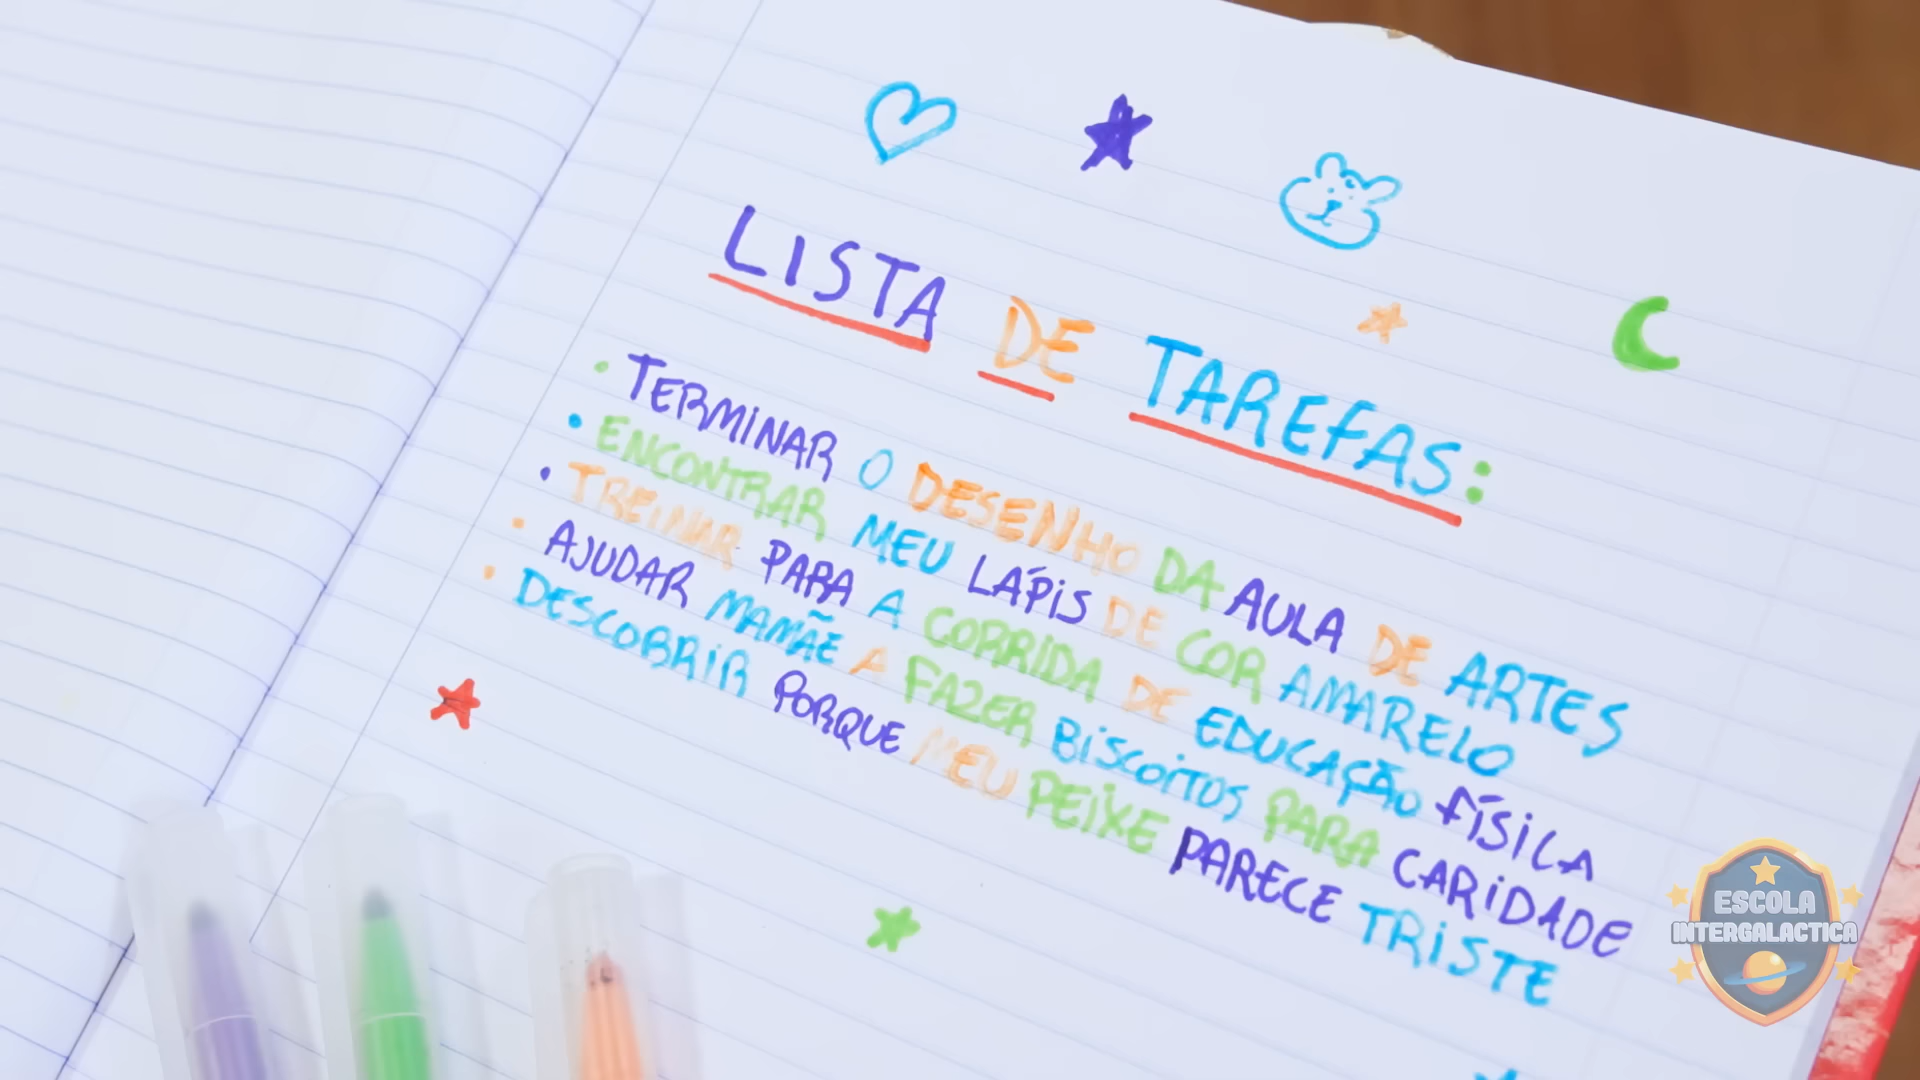 LISTA DE TAREFAS:
• TERMINAR O DESENHO DA AULA DE ARTES
• ENCONTRAR MEU LÁPIS DE COR AMARELO
• TREINAR PARA A CORRIDA DE EDUCAÇÃO FÍSICA
• AJUDAR MAMÃE A FAZER BISCOITOS PARA CARIDADE
• DESCOBRIR PORQUE MEU PEIXE PARECE TRISTE
ESCOLA
INTERGALACTICA